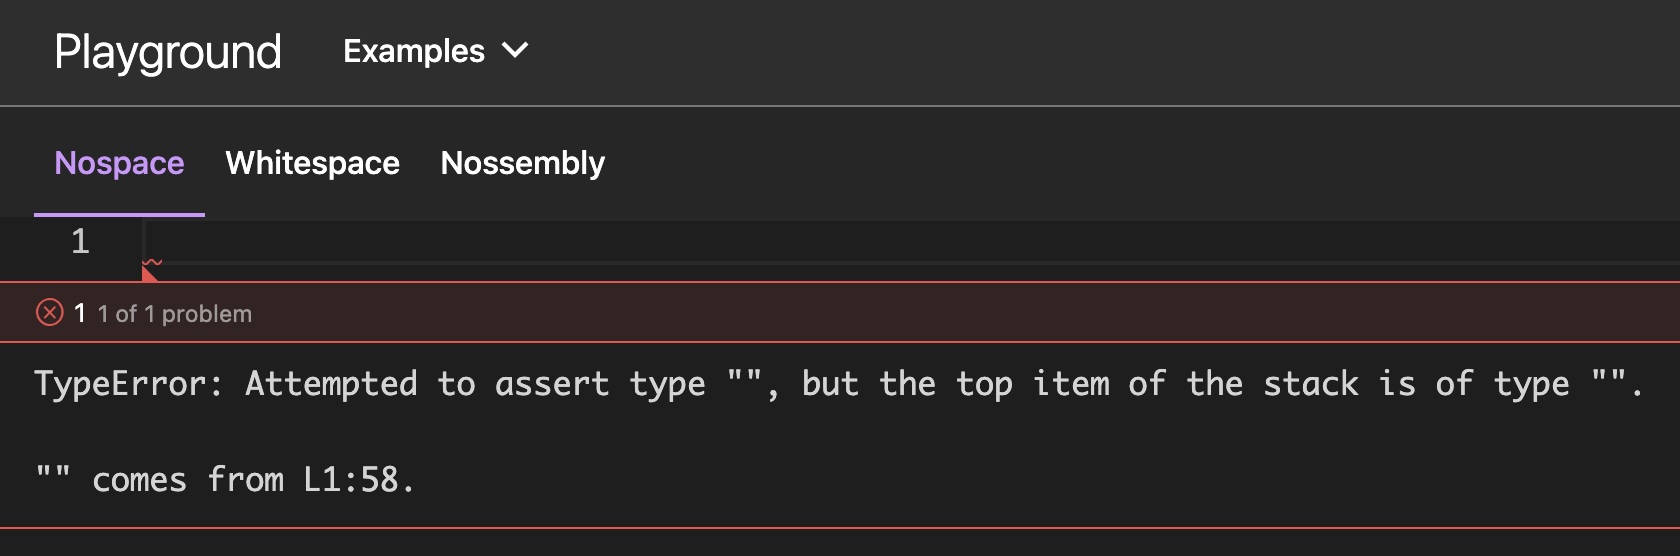 Playground Examples
Nospace Whitespace Nossembly
1
1 1 of 1 problem
TypeError: Attempted to assert type "", but the top item of the stack is of type "".
"" comes from L1:58.